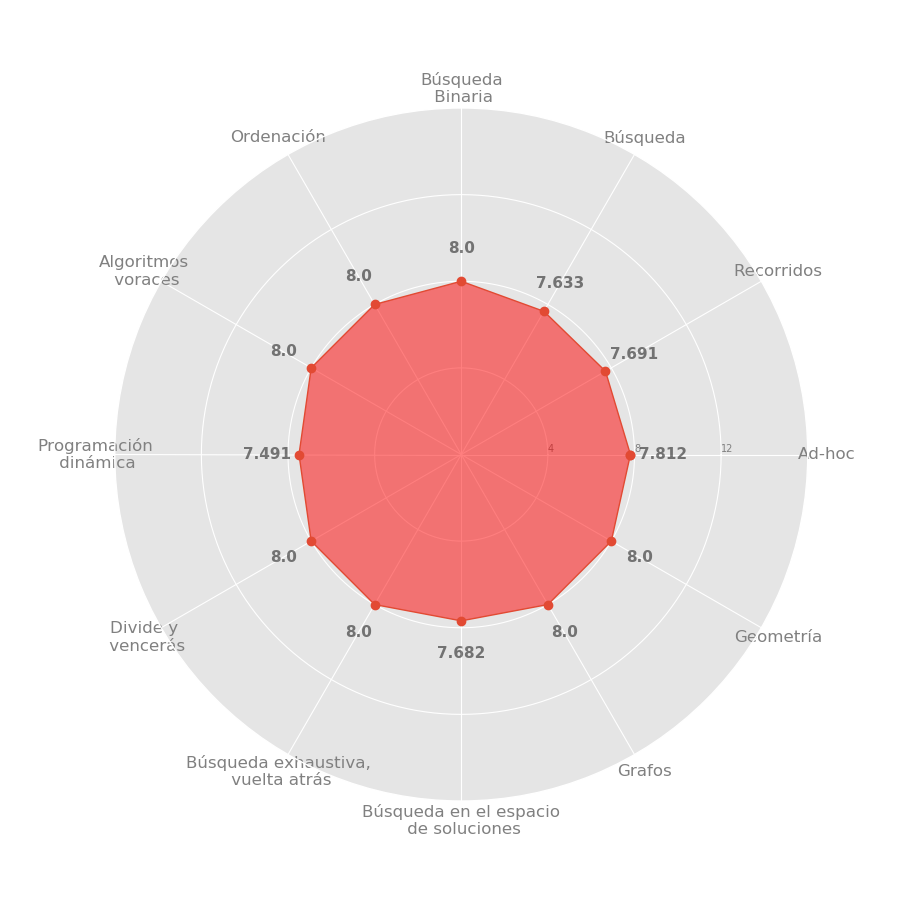 Búsqueda
Binaria
Ordenación
Búsqueda
8.0
Algoritmos
voraces
8.0
7.633
Recorridos
8.0
7.691
Programación
dinámica
7.491
4
8
12
7.812
Ad-hoc
8.0
8.0
Divide y
vencerás
8.0
7.682
8.0
Geometría
Búsqueda exhaustiva,
vuelta atrás
Grafos
Búsqueda en el espacio
de soluciones